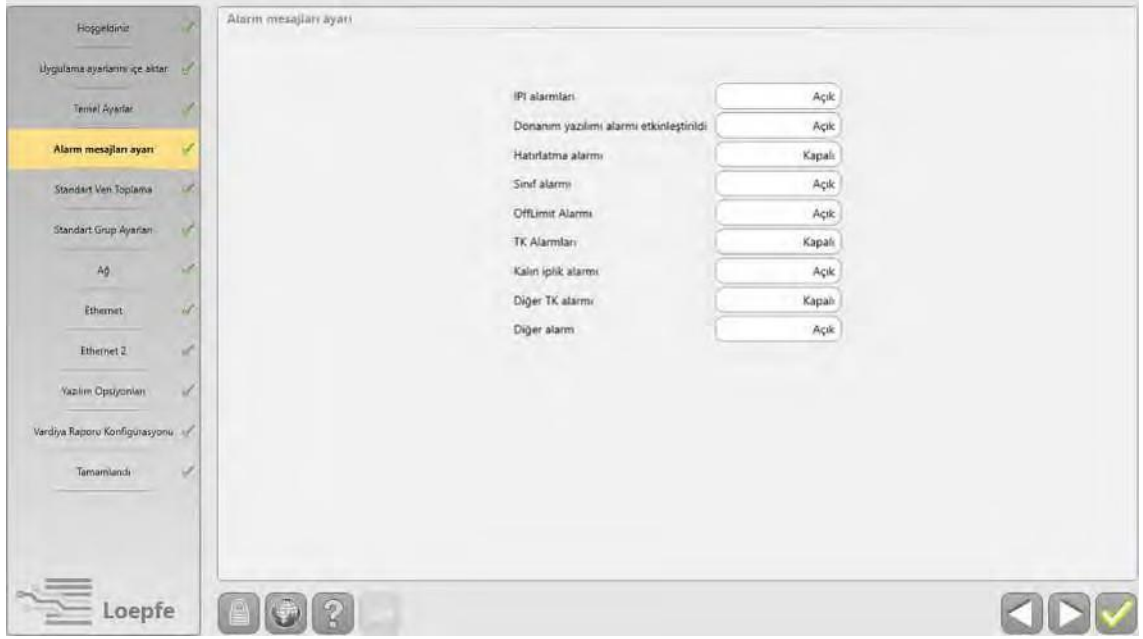 Hoşgeldiniz
Uygulama ayarlarını içe aktar
Temel Ayarlar
Alarm mesajları ayarı
Standart Veri Toplama
Standart Grup Ayarları
Ağ
Ethernet
Ethernet 2
Yazılım Opsiyonları
Vardiya Raporu Konfigürasyonu
Tamamlandı
Loepfe
Alarm mesajları ayarı
IPI alarmları Açık
Donanım yazılımı alarmı etkinleştirildi Açık
Hatırlatma alarmı Kapalı
Sınıf alarmı Açık
OffLimit Alarmı Açık
TK Alarmları Kapalı
Kalın iplik alarmı Açık
Diğer TK alarmı Kapalı
Diğer alarm Açık
?